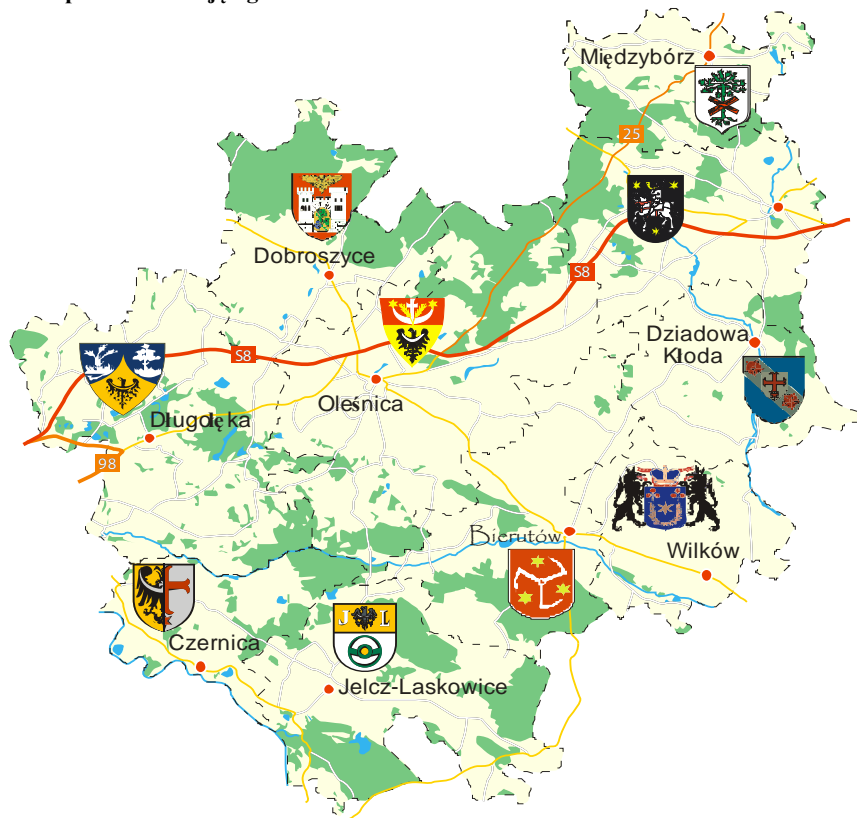 Międzybórz
25
Dobroszyce
S8
Dziadowa
Kłoda
S8
Oleśnica
Długołęka
98
Bierutów
Wilków
J L
Czernica
Jelcz-Laskowice